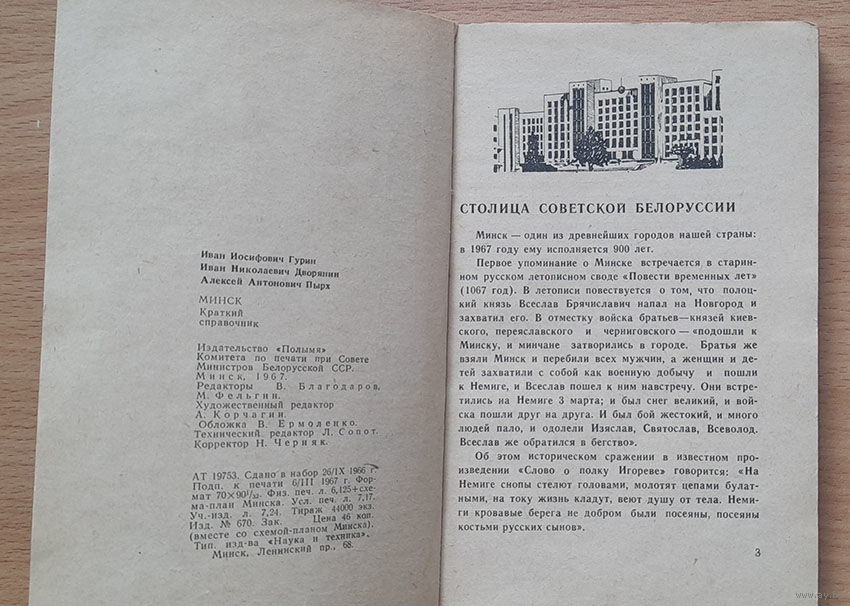 Иван Иосифович Гурин
Иван Николаевич Дворянин
Алексей Антонович Пырх
МИНСК
Краткий
справочник
Издательство «Полымя»
Комитета по печати при Совете
Министров Белорусской ССР.
Минск, 1967.
Редакторы В. Благодаров,
М. Фельгин.
Художественный редактор
А. Корчагин.
Обложка В. Ермоленко.
Технический редактор Л. Сопот.
Корректор Н. Черняк.
АТ 19753. Сдано в набор 26/IX 1966 г.
Подп. к печати 6/III 1967 г. Фор-
мат 70×90¹/₃₂. Физ. печ. л. 6,125+схе-
ма-план Минска. Усл. печ. л. 7,17.
Уч.-изд. л. 7,24. Тираж 44000 экз.
Изд. № 670. Зак. Цена 46 коп.
(вместе со схемой-планом Минска).
Тип. изд-ва «Наука и техника».
Минск, Ленинский пр., 68.
СТОЛИЦА СОВЕТСКОЙ БЕЛОРУССИИ
Минск — один из древнейших городов нашей страны:
в 1967 году ему исполняется 900 лет.
Первое упоминание о Минске встречается в старин-
ном русском летописном своде «Повести временных лет»
(1067 год). В летописи повествуется о том, что полоц-
кий князь Всеслав Брячиславич напал на Новгород и
захватил его. В отместку войска братьев—князей киев-
ского, переяславского и черниговского — «подошли к
Минску, и минчане затворились в городе. Братья же
взяли Минск и перебили всех мужчин, а женщин и де-
тей захватили с собой как военную добычу и пошли
к Немиге, и Всеслав пошел к ним навстречу. Они встре-
тились на Немиге 3 марта; и был снег великий, и вой-
ска пошли друг на друга. И был бой жестокий, и много
людей пало, и одолели Изяслав, Святослав, Всеволод.
Всеслав же обратился в бегство».
Об этом историческом сражении в известном про-
изведении «Слово о полку Игореве» говорится: «На
Немиге снопы стелют головами, молотят цепами булат-
ными, на току жизнь кладут, веют душу от тела. Неми-
ги кровавые берега не добром были посеяны, посеяны
костьми русских сынов».
3